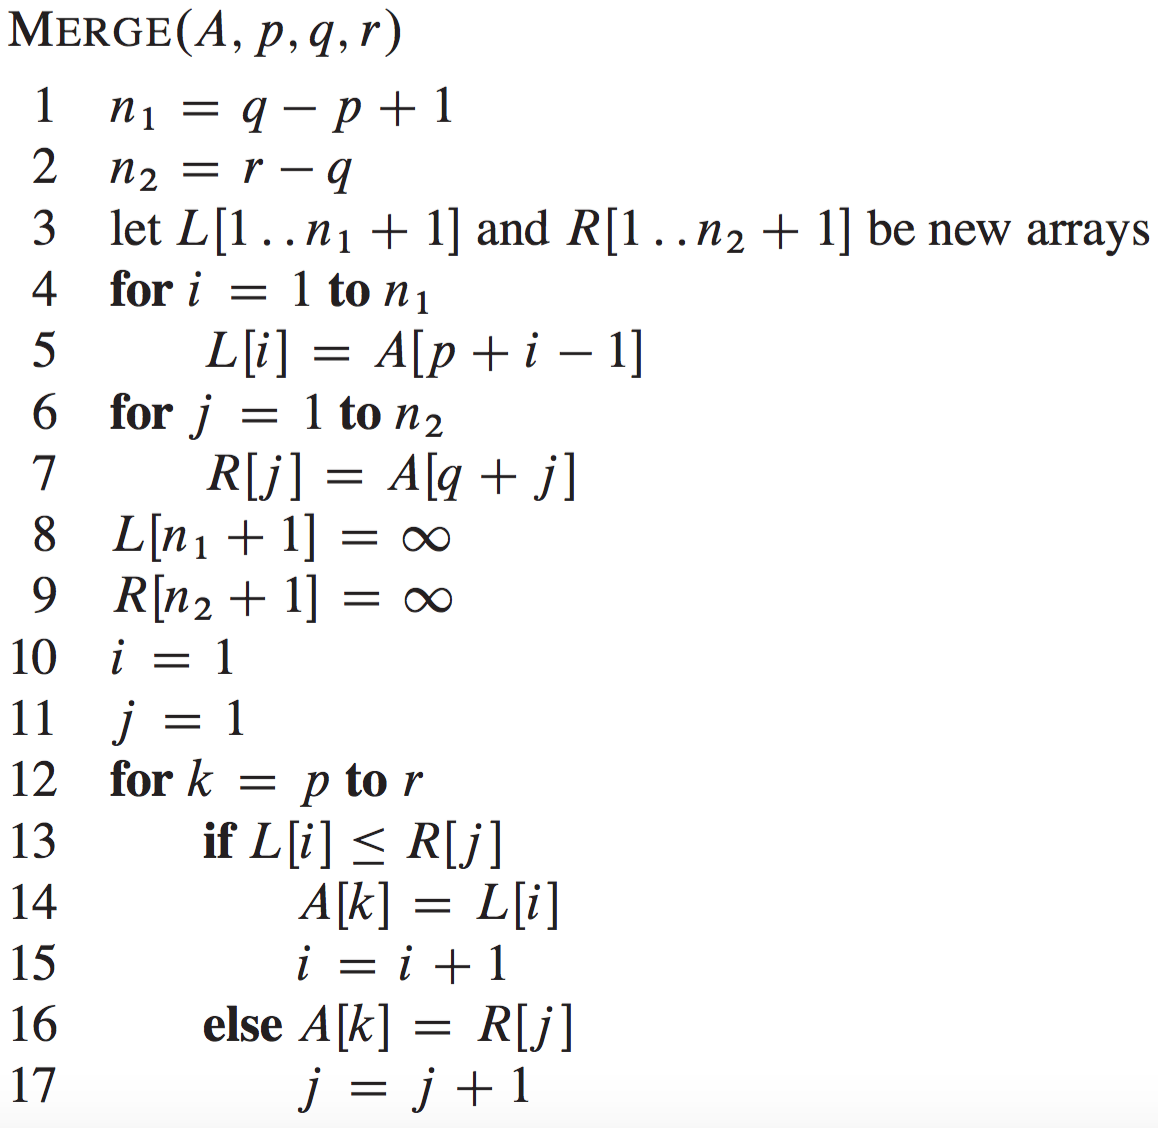 MERGE(A, p, q, r)
1 n₁ = q − p + 1
2 n₂ = r − q
3 let L[1 . . n₁ + 1] and R[1 . . n₂ + 1] be new arrays
4 for i = 1 to n₁
5 L[i] = A[p + i − 1]
6 for j = 1 to n₂
7 R[j] = A[q + j]
8 L[n₁ + 1] = ∞
9 R[n₂ + 1] = ∞
10 i = 1
11 j = 1
12 for k = p to r
13 if L[i] ≤ R[j]
14 A[k] = L[i]
15 i = i + 1
16 else A[k] = R[j]
17 j = j + 1